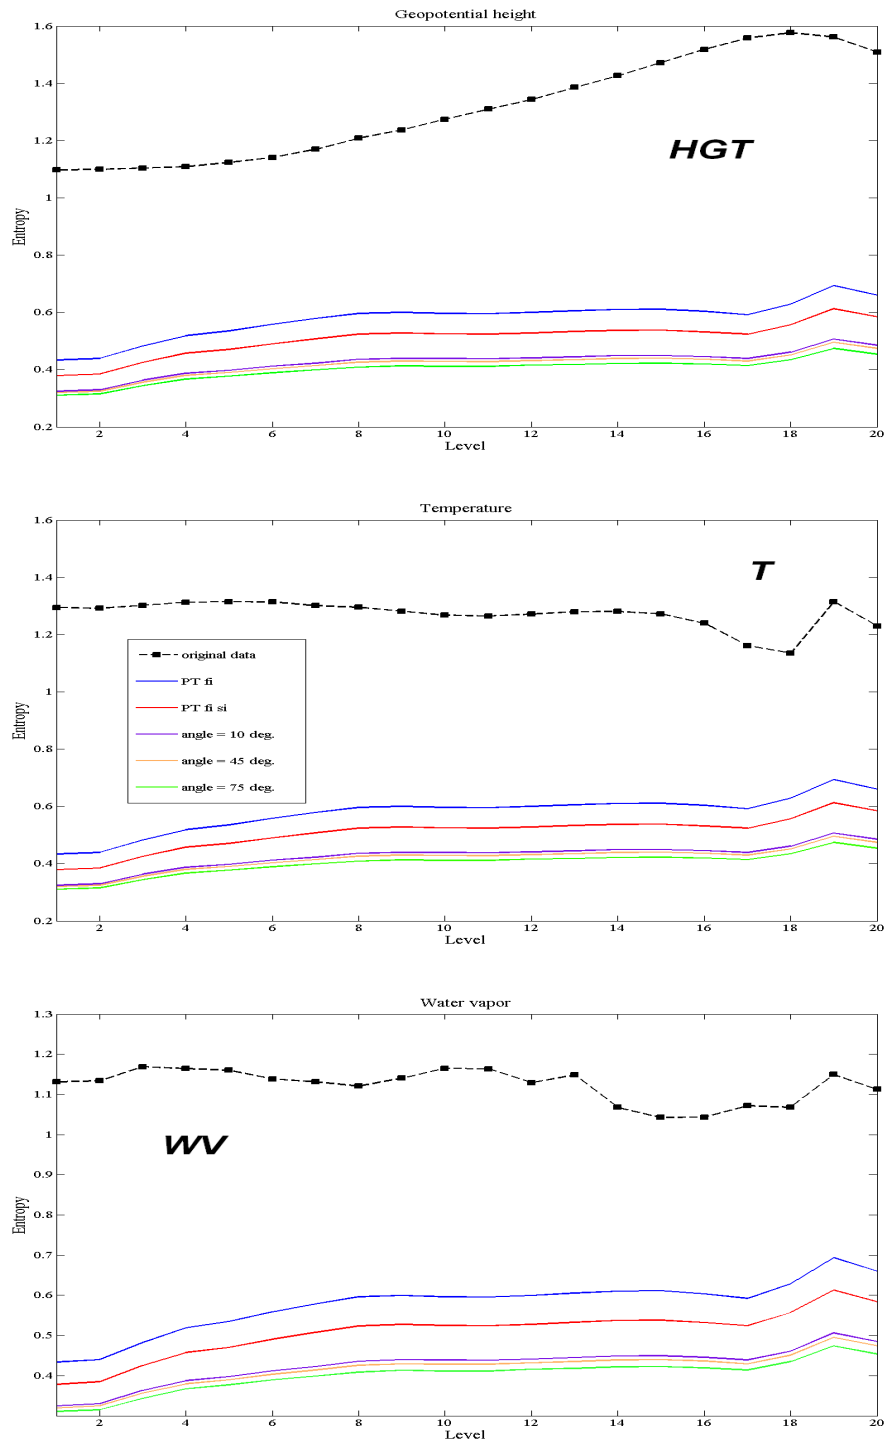 Geopotential height
1.6
1.4
1.2
1
0.8
0.6
0.4
0.2
Entropy
HGT
2 4 6 8 10 12 14 16 18 20
Level
Temperature
1.6
1.4
1.2
1
0.8
0.6
0.4
0.2
T
original data
PT fi
PT fi si
angle = 10 deg.
angle = 45 deg.
angle = 75 deg.
2 4 6 8 10 12 14 16 18 20
Level
Water vapor
1.3
1.2
1.1
1
0.9
0.8
0.7
0.6
0.5
0.4
Entropy
WV
2 4 6 8 10 12 14 16 18 20
Level